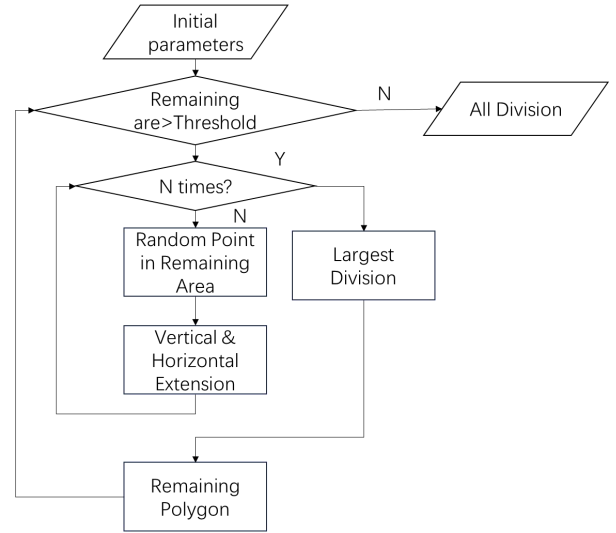 Initial
parameters
Remaining
are>Threshold
N
All Division
Y
N times?
N
Random Point
in Remaining
Area
Largest
Division
Vertical &
Horizontal
Extension
Remaining
Polygon